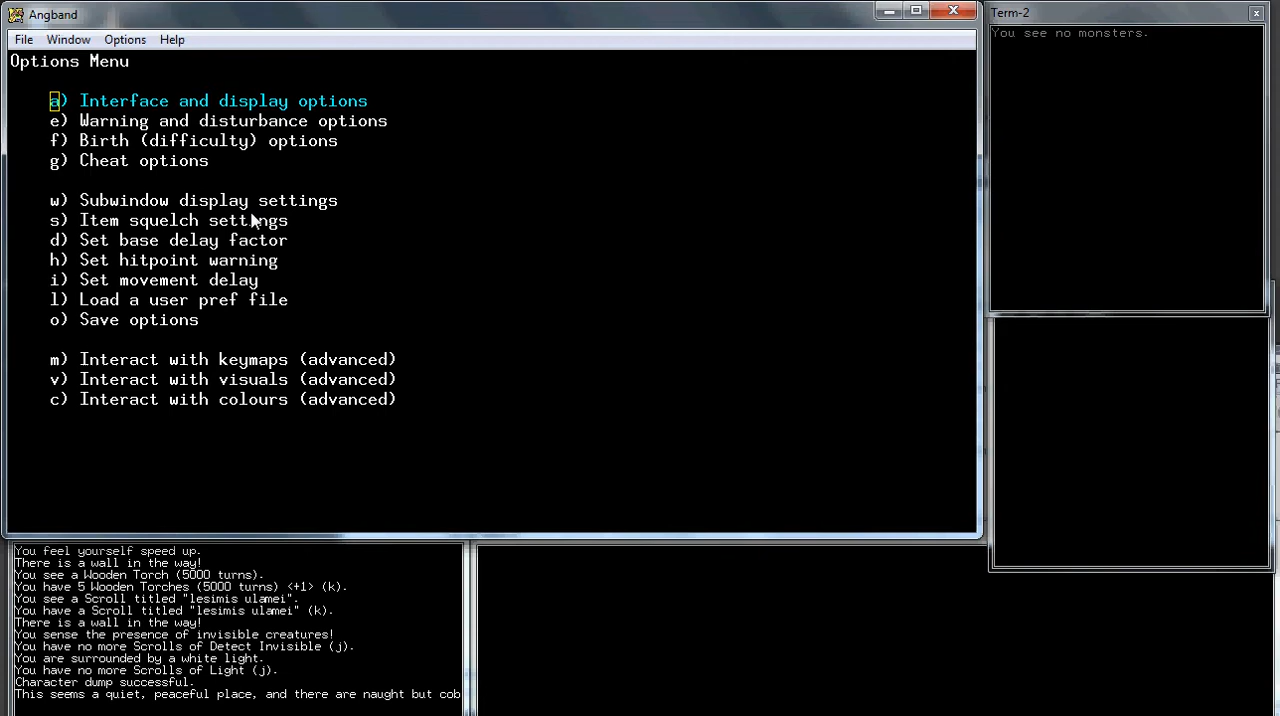 Angband
File Window Options Help
Options Menu
a) Interface and display options
e) Warning and disturbance options
f) Birth (difficulty) options
g) Cheat options
w) Subwindow display settings
s) Item squelch settings
d) Set base delay factor
h) Set hitpoint warning
i) Set movement delay
l) Load a user pref file
o) Save options
m) Interact with keymaps (advanced)
v) Interact with visuals (advanced)
c) Interact with colours (advanced)
Term-2
You see no monsters.
You feel yourself speed up.
There is a wall in the way!
You see a Wooden Torch (5000 turns).
You have 5 Wooden Torches (5000 turns) <+1> (k).
You see a Scroll titled "lesimis ulamei".
You have a Scroll titled "lesimis ulamei" (k).
There is a wall in the way!
You sense the presence of invisible creatures!
You have no more Scrolls of Detect Invisible (j).
You are surrounded by a white light.
You have no more Scrolls of Light (j).
Character dump successful.
This seems a quiet, peaceful place, and there are naught but cob